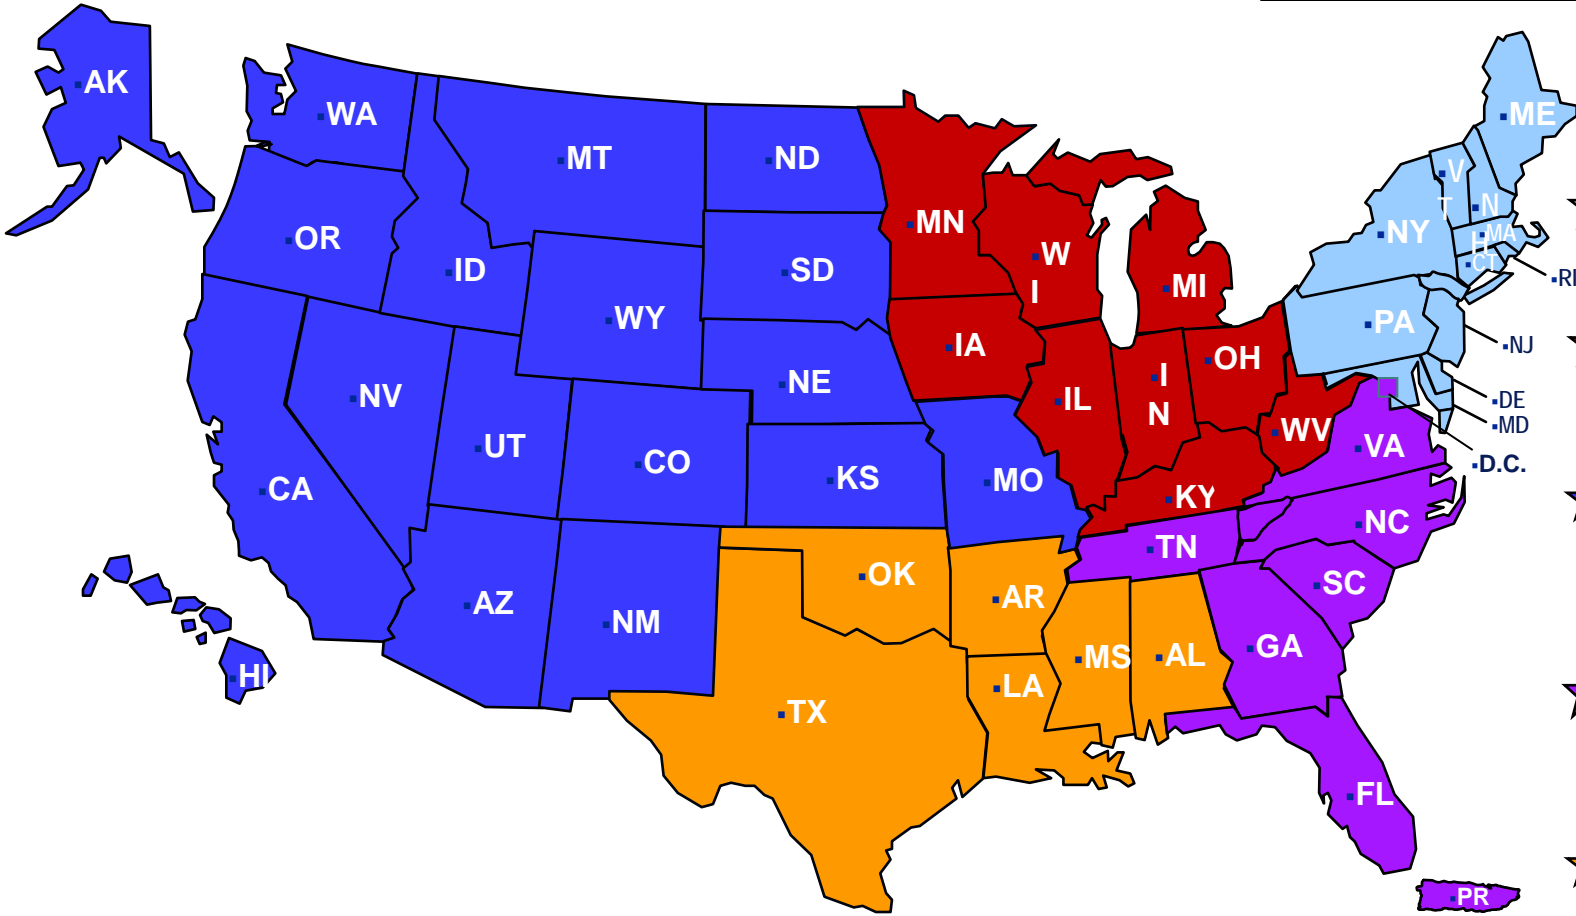 AK
WA
MT
ND
MN
OR
ID
SD
WY
W
I
MI
ME
V
T
N
H
NY
MA
CT
RI
PA
NJ
IA
NE
NV
UT
CO
KS
MO
IL
I
N
OH
WV
KY
VA
DE
MD
D.C.
CA
AZ
NM
OK
AR
TN
NC
SC
MS
AL
GA
LA
TX
HI
FL
PR